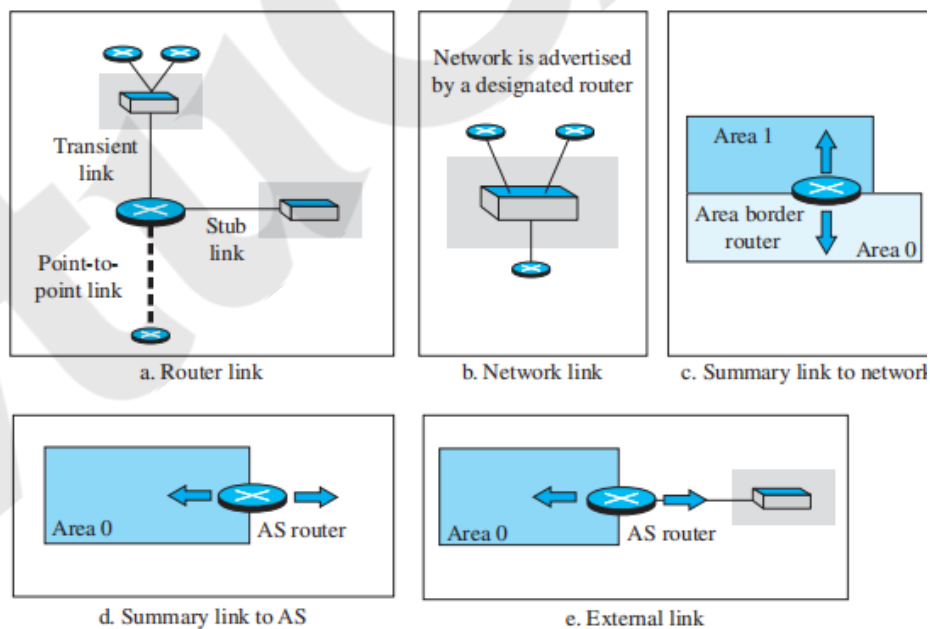 Transient
link
Stub
link
Point-to-
point link
a. Router link
Network is advertised
by a designated router
b. Network link
Area 1
Area border
router
Area 0
c. Summary link to network
Area 0
AS router
d. Summary link to AS
Area 0
AS router
e. External link